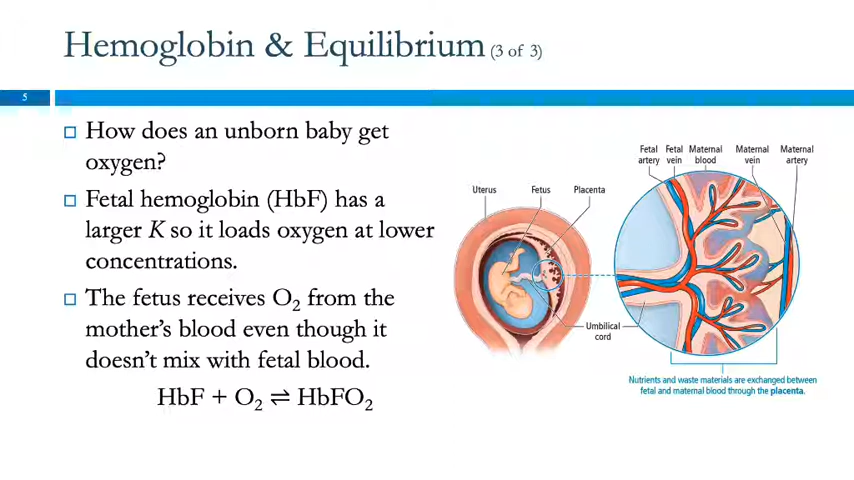 Hemoglobin & Equilibrium (3 of 3)
5
How does an unborn baby get
oxygen?
Fetal hemoglobin (HbF) has a
larger K so it loads oxygen at lower
concentrations.
The fetus receives O₂ from the
mother’s blood even though it
doesn’t mix with fetal blood.
HbF + O₂ ⇌ HbFO₂
Uterus
Fetus
Placenta
Umbilical
cord
Fetal
artery
Fetal
vein
Maternal
blood
Maternal
vein
Maternal
artery
Nutrients and waste materials are exchanged between
fetal and maternal blood through the placenta.